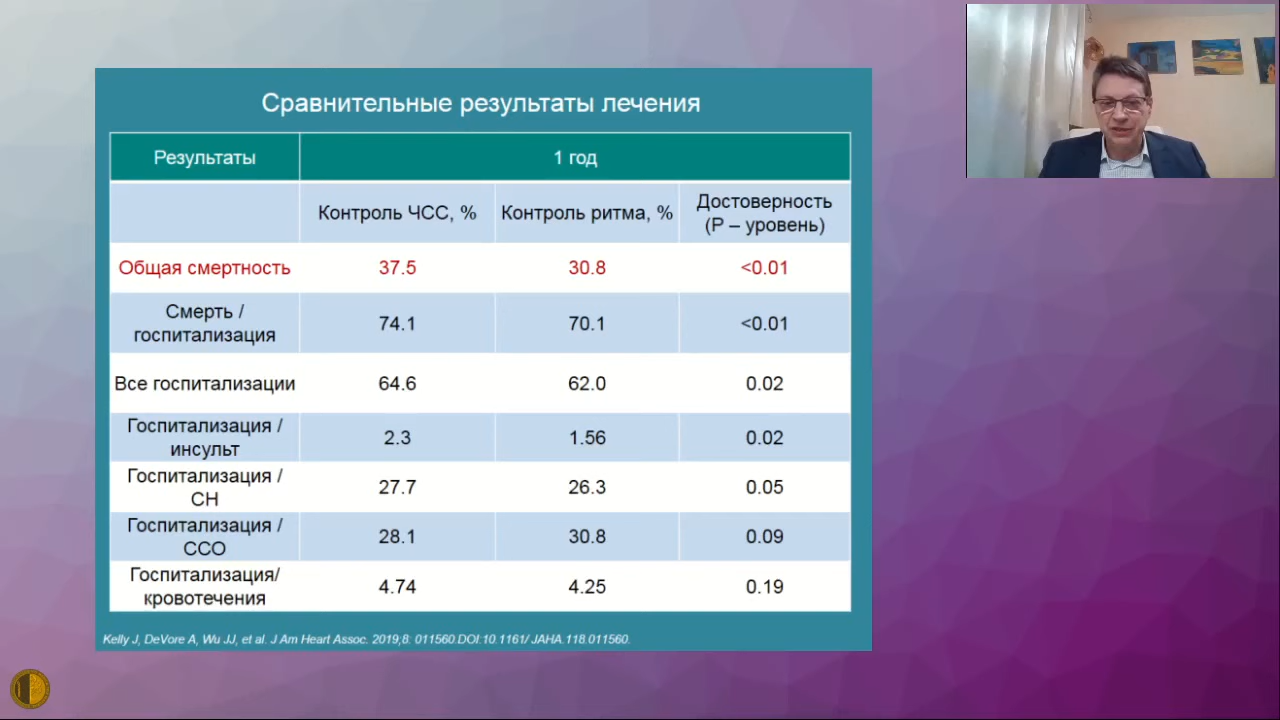 Сравнительные результаты лечения
Результаты
1 год
Контроль ЧСС, %
Контроль ритма, %
Достоверность
(Р – уровень)
Общая смертность
37.5
30.8
<0.01
Смерть /
госпитализация
74.1
70.1
<0.01
Все госпитализации
64.6
62.0
0.02
Госпитализация /
инсульт
2.3
1.56
0.02
Госпитализация /
СН
27.7
26.3
0.05
Госпитализация /
ССО
28.1
30.8
0.09
Госпитализация/
кровотечения
4.74
4.25
0.19
Kelly J, DeVore A, Wu JJ, et al. J Am Heart Assoc. 2019;8: 011560.DOI:10.1161/ JAHA.118.011560.